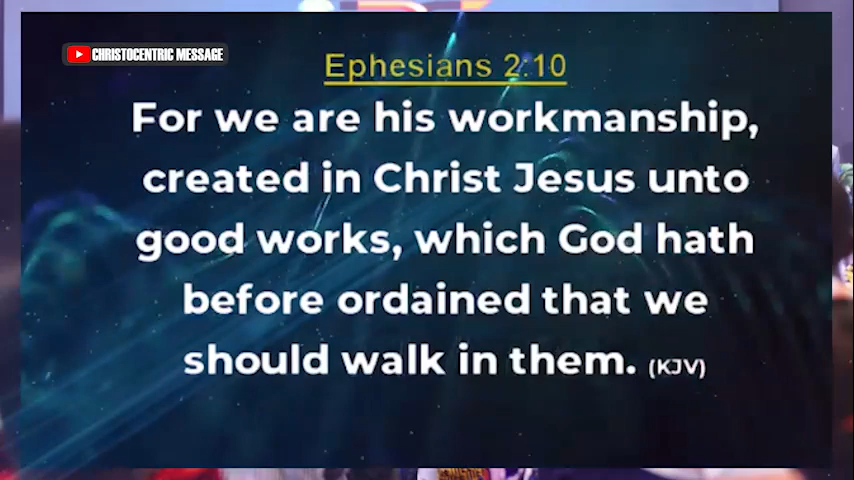 CHRISTOCENTRIC MESSAGE
Ephesians 2:10
For we are his workmanship,
created in Christ Jesus unto
good works, which God hath
before ordained that we
should walk in them. (KJV)